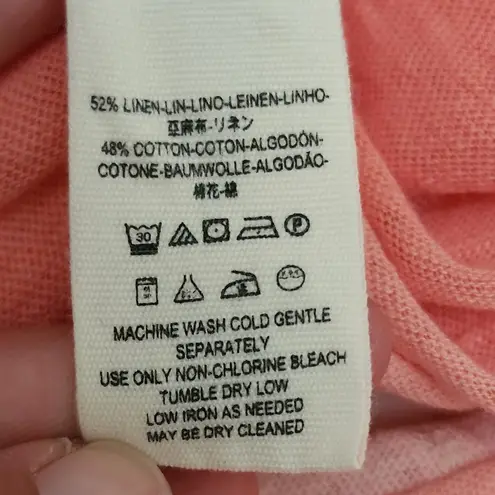 52% LINEN-LIN-LINO-LEINEN-LINHO-
亞麻布-リネン
48% COTTON-COTON-ALGODÓN-
COTONE-BAUMWOLLE-ALGODÃO-
棉花-綿
30 P
MACHINE WASH COLD GENTLE
SEPARATELY
USE ONLY NON-CHLORINE BLEACH
TUMBLE DRY LOW
LOW IRON AS NEEDED
MAY BE DRY CLEANED